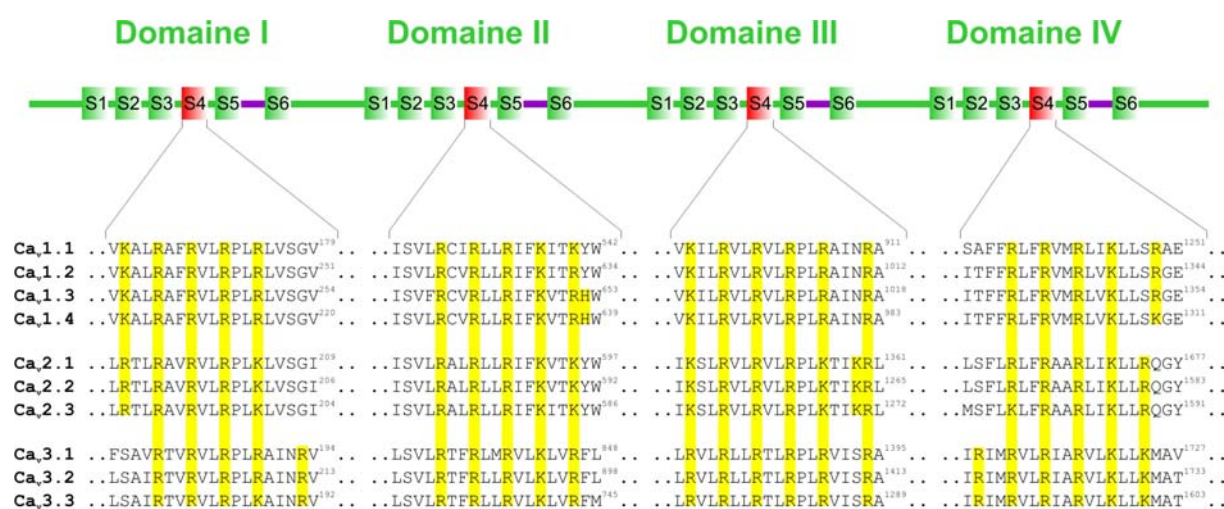 Domaine I Domaine II Domaine III Domaine IV
S1 S2 S3 S4 S5 S6 S1 S2 S3 S4 S5 S6 S1 S2 S3 S4 S5 S6 S1 S2 S3 S4 S5 S6
Cav1.1 ..VKALRAFRVLRPLRLVSGV179.. ..ISVLRCIRLLRIFKITKYW542.. ..VKILRVLRVLRPLRAINRA911.. ..SAFFRLFRVMRLIKLLSRAE1251..
Cav1.2 ..VKALRAFRVLRPLRLVSGV251.. ..ISVLRCVRLLRIFKITRYW634.. ..VKILRVLRVLRPLRAINRA1012.. ..ITFFRLFRVMRLVKLLSRGE1344..
Cav1.3 ..VKALRAFRVLRPLRLVSGV254.. ..ISVFRCVRLLRIFKVTRHW653.. ..VKILRVLRVLRPLRAINRA1018.. ..ITFFRLFRVMRLVKLLSRGE1354..
Cav1.4 ..VKALRAFRVLRPLRLVSGV220.. ..ISVLRCVRLLRIFKVTRHW639.. ..VKILRVLRVLRPLRAINRA983.. ..ITFFRLFRVMRLVKLLSKGE1311..
Cav2.1 ..LRTLRAVRVLRPLKLVSGI209.. ..ISVLRALRLLRIFKVTKYW597.. ..IKSLRVLRVLRPLKTIKRL1361.. ..LSFLRLFRAARLIKLLRQGY1677..
Cav2.2 ..LRTLRAVRVLRPLKLVSGI206.. ..ISVLRALRLLRIFKVTKYW592.. ..IKSLRVLRVLRPLKTIKRL1265.. ..LSFLRLFRAARLIKLLRQGY1583..
Cav2.3 ..LRTLRAVRVLRPLKLVSGI204.. ..ISVLRALRLLRIFKITKYW586.. ..IKSLRVLRVLRPLKTIKRL1272.. ..MSFLKLFRAARLIKLLRQGY1591..
Cav3.1 ..FSAVRTVRVLRPLRAINRV194.. ..LSVLRTFRLMRVLKLVRFL848.. ..LRVLRLLRTLRPLRVISRA1395.. ..IRIMRVLRIARVLKLLKMAV1727..
Cav3.2 ..LSAIRTVRVLRPLRAINRV213.. ..LSVLRTFRLLRVLKLVRFL898.. ..LRVLRLLRTLRPLRVISRA1413.. ..IRIMRVLRIARVLKLLKMAT1733..
Cav3.3 ..LSAIRTVRVLRPLKAINRV192.. ..LSVLRTFRLLRVLKLVRFM745.. ..LRVLRLLRTLRPLRVISRA1289.. ..IRIMRVLRIARVLKLLKMAT1603..